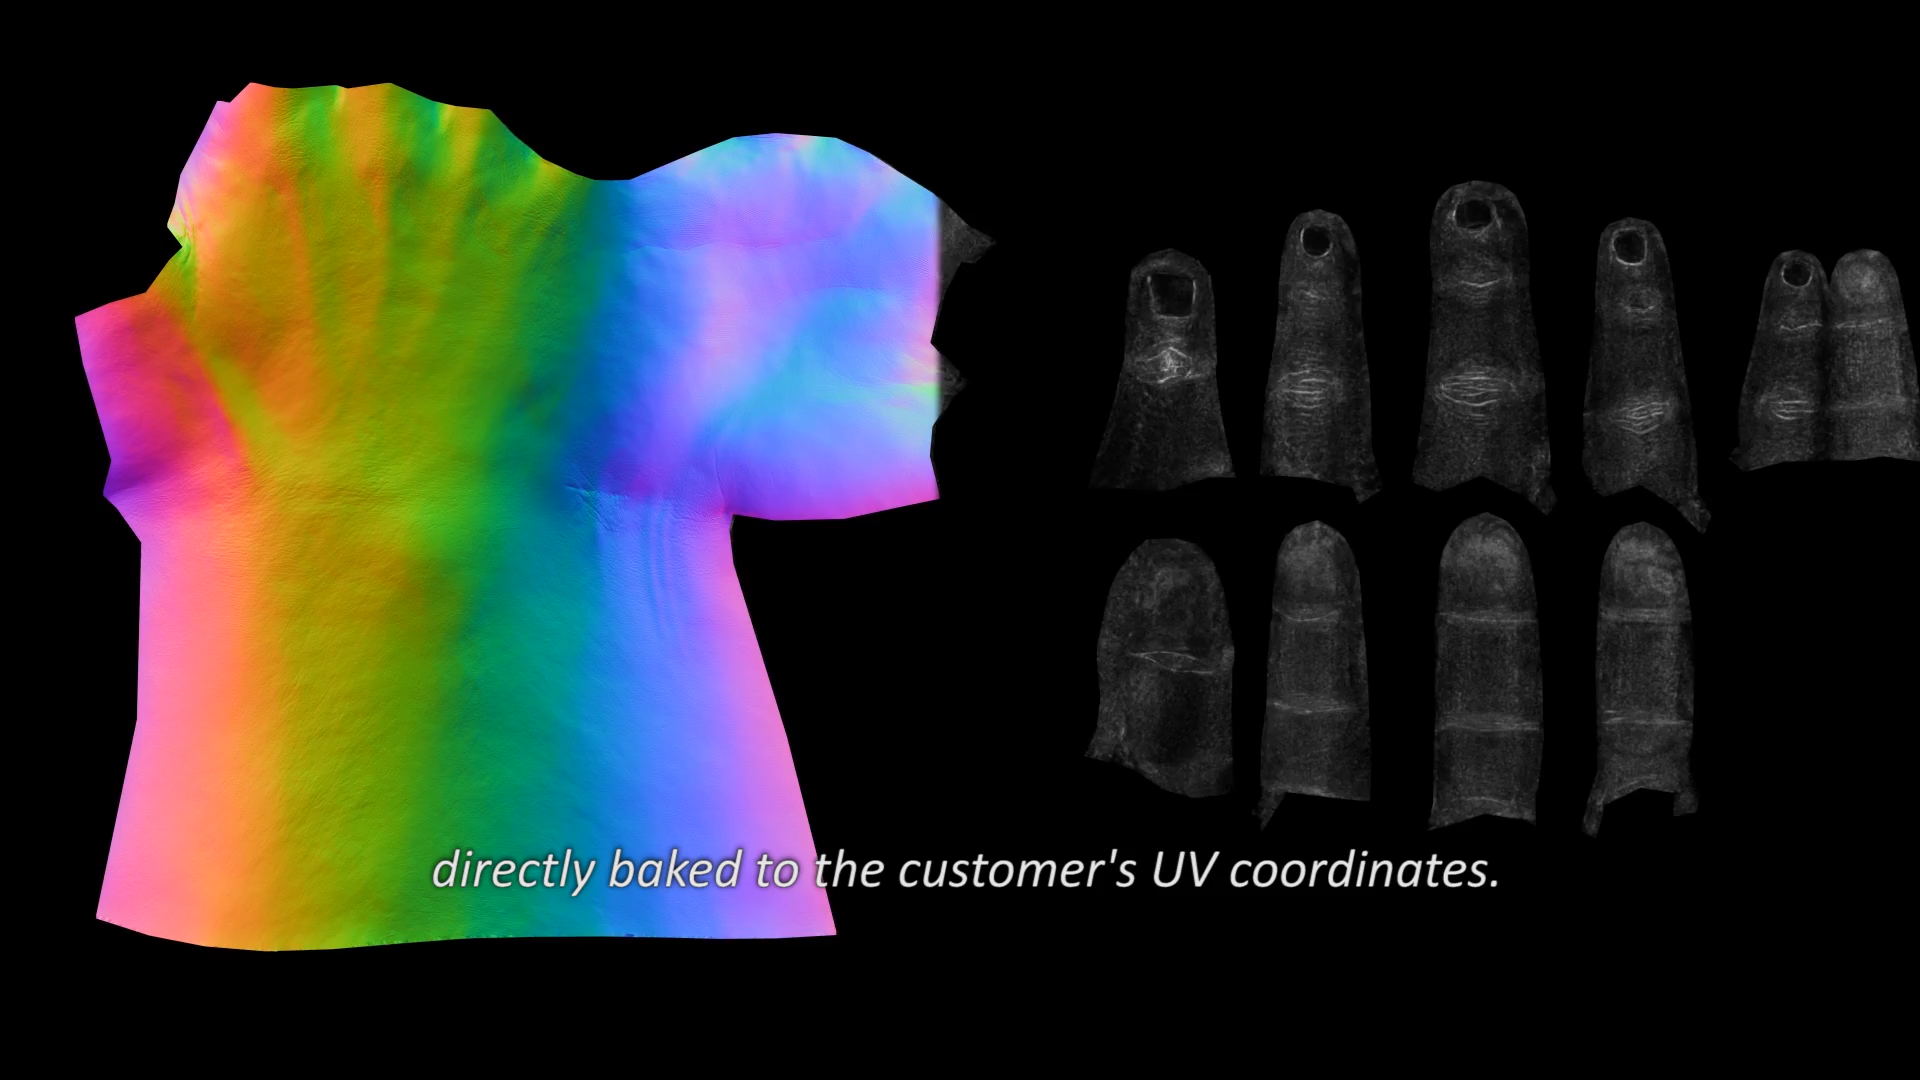 directly baked to the customer's UV coordinates.